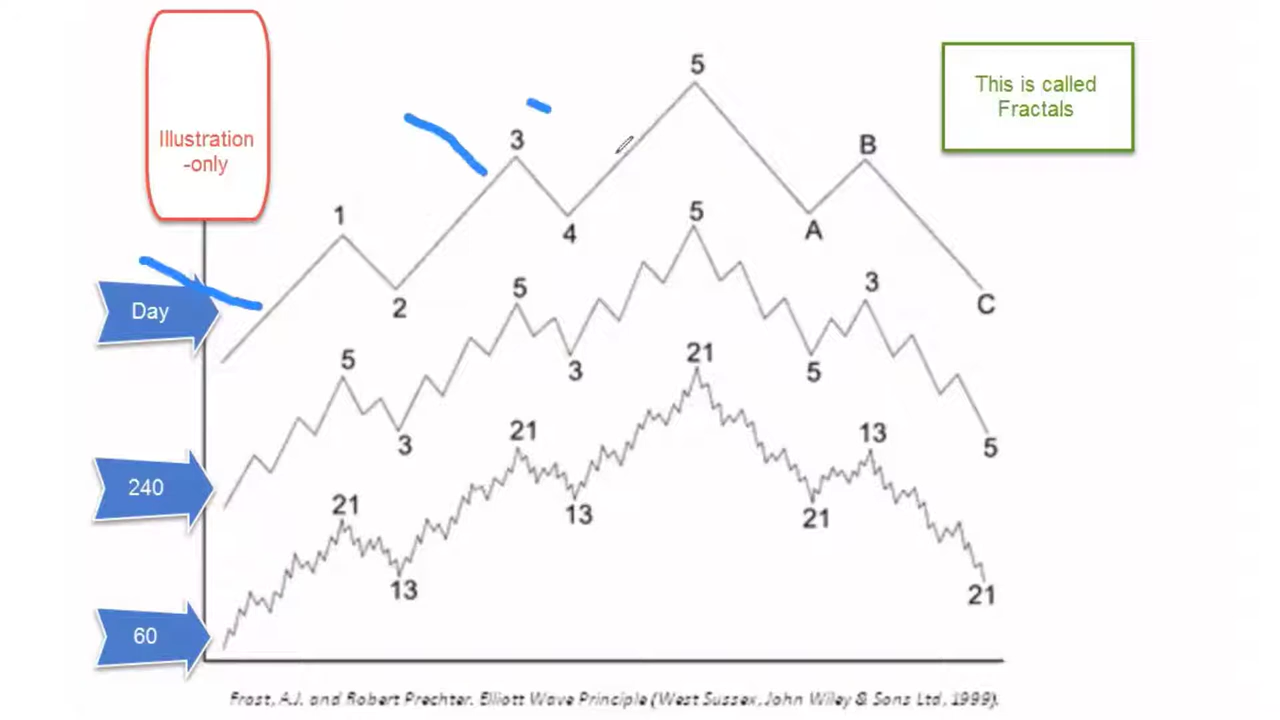 Illustration
-only
This is called
Fractals
5
3
B
1
4
A
2
C
Day
5
5
3
5
3
5
3
5
240
21
21
13
21
13
21
13
21
60
Frost, A.J. and Robert Prechter. Elliott Wave Principle (West Sussex, John Wiley & Sons Ltd, 1999).